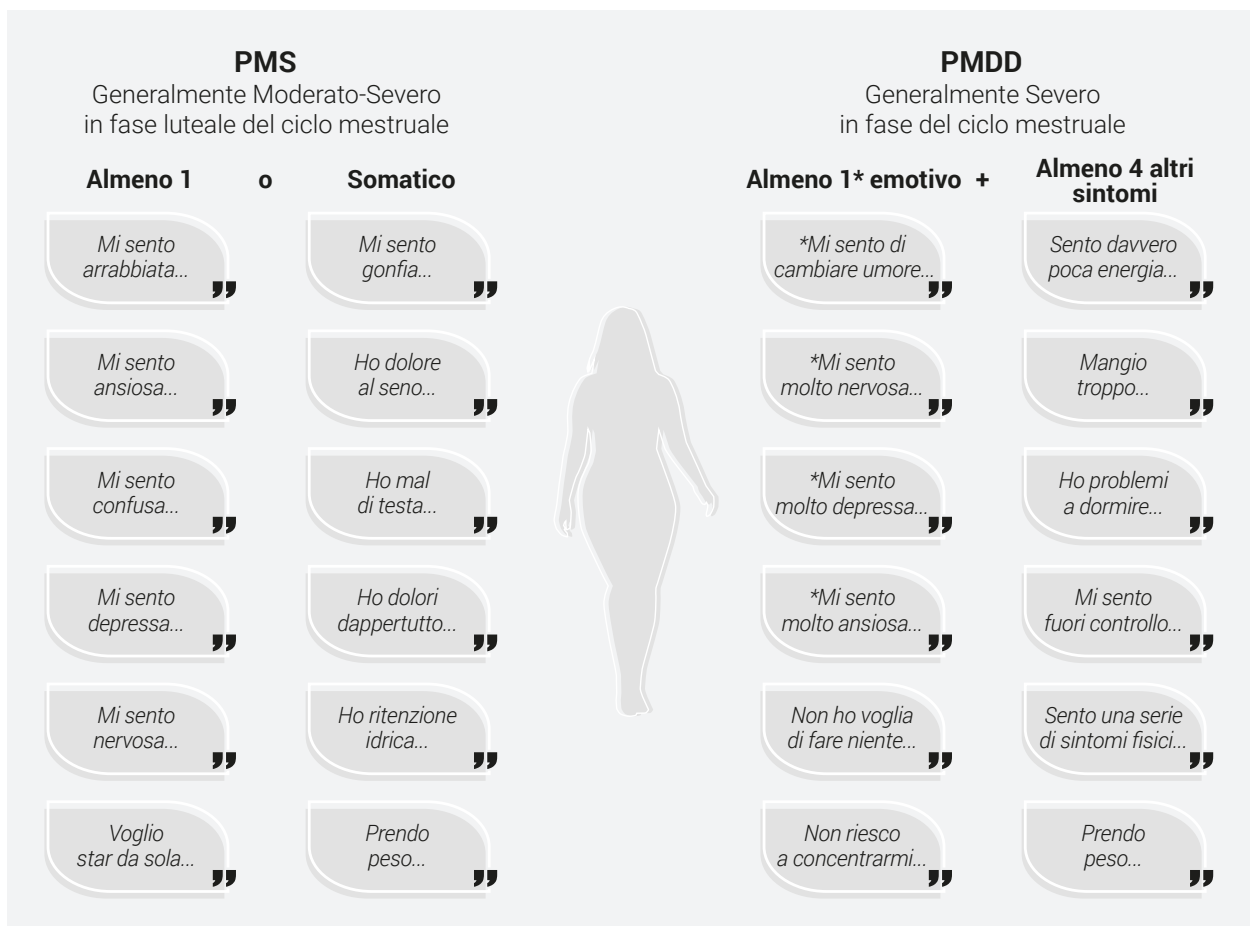 PMS
Generalmente Moderato-Severo
in fase luteale del ciclo mestruale
Almeno 1 o Somatico
Mi sento
arrabbiata...
Mi sento
gonfia...
Mi sento
ansiosa...
Ho dolore
al seno...
Mi sento
confusa...
Ho mal
di testa...
Mi sento
depressa...
Ho dolori
dappertutto...
Mi sento
nervosa...
Ho ritenzione
idrica...
Voglio
star da sola...
Prendo
peso...
PMDD
Generalmente Severo
in fase del ciclo mestruale
Almeno 1* emotivo +
Almeno 4 altri
sintomi
*Mi sento di
cambiare umore...
Sento davvero
poca energia...
*Mi sento
molto nervosa...
Mangio
troppo...
*Mi sento
molto depressa...
Ho problemi
a dormire...
*Mi sento
molto ansiosa...
Mi sento
fuori controllo...
Non ho voglia
di fare niente...
Sento una serie
di sintomi fisici...
Non riesco
a concentrarmi...
Prendo
peso...